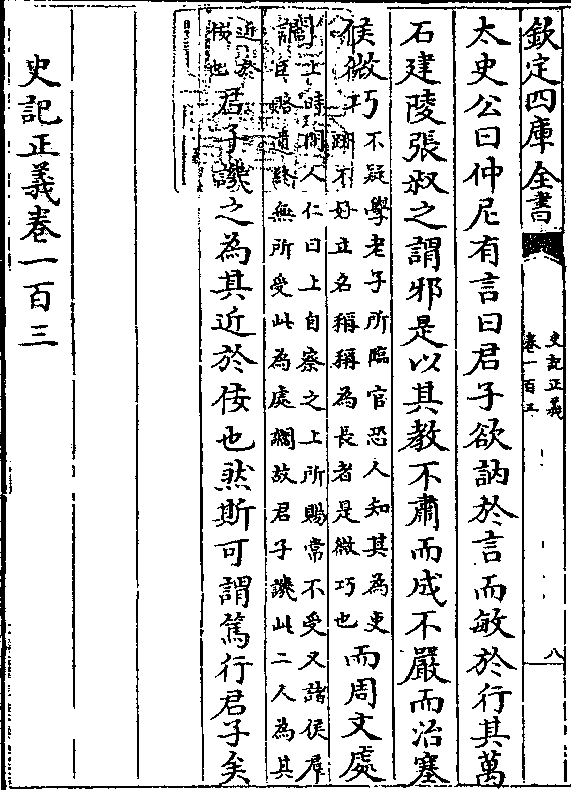 欽定四庫全書
史記正義
卷一百三
八
太史公曰仲尼有言曰君子欲訥於言而敏於行其萬
石建陵張叔之謂邪是以其教不肅而成不嚴而治塞
侯微巧
不疑學老子所臨官恐人知其為吏
跡不好立名稱稱為長者是微巧也
而周文處
讇
上時問人仁曰上自察之上所賜常不受又諸侯羣
臣賂遺終無所受此為處讇故君子譏此二人為其
近於
佞也
君子譏之為其近於佞也然斯可謂篤行君子矣
史記正義卷一百三